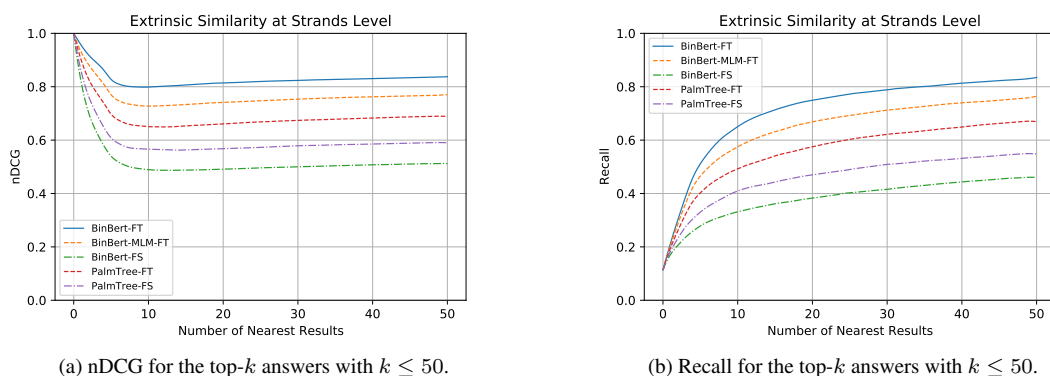 Extrinsic Similarity at Strands Level
1.0
0.8
0.6
0.4
0.2
0.0
nDCG
BinBert-FT
BinBert-MLM-FT
BinBert-FS
PalmTree-FT
PalmTree-FS
0 10 20 30 40 50
Number of Nearest Results
(a) nDCG for the top-k answers with k ≤ 50.
Extrinsic Similarity at Strands Level
1.0
0.8
0.6
0.4
0.2
0.0
Recall
BinBert-FT
BinBert-MLM-FT
BinBert-FS
PalmTree-FT
PalmTree-FS
0 10 20 30 40 50
Number of Nearest Results
(b) Recall for the top-k answers with k ≤ 50.